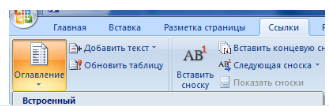 Главная Вставка Разметка страницы Ссылки
Добавить текст
Обновить таблицу
Оглавление
AB¹
Вставить сноску
Вставить концевую
Следующая сноска
Показать сноски
Встроенный